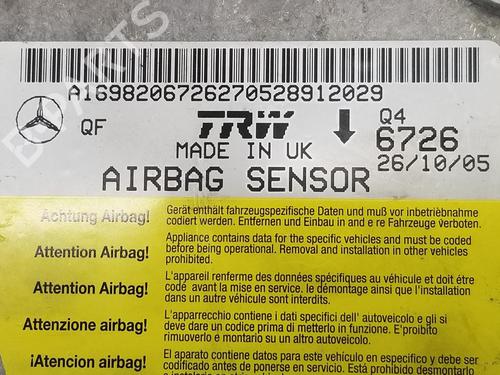 A1698206726270528912029
QF
TRW
Q4
MADE IN UK
6726
26/10/05
AIRBAG SENSOR
Achtung Airbag!
Gerät enthält fahrzeugspezifische Daten und muß vor inbetriebnahme
codiert werden. Entfernen und Einbau in and e re Fahrzeuge verboten.
Attention Airbag!
Appliance contains data for the specific vehicles and must be coded
before being operational. Removal and installation in other vehicles
prohibited.
Attention Airbag!
L'appareil renferme des données spécifiques au véhicule et doit étré
codé avant la mise en service. le démontage ainsi que l'installation
dans un autre véhicule sont interdits.
Attenzione airbag!
L'apparecchio contiene i dati specifici dell' autoveicolo e gli si
deve dare un codice prima di metterlo in funzione. E'proibito
rimuoverlo e montarlo su un altro autoveicolo.
¡Atencion airbag!
El aparato contiene datos para este vehículo en especifico y debe ser
codificado antes de ponerlo en servicio. Está prohibido desmontarlo